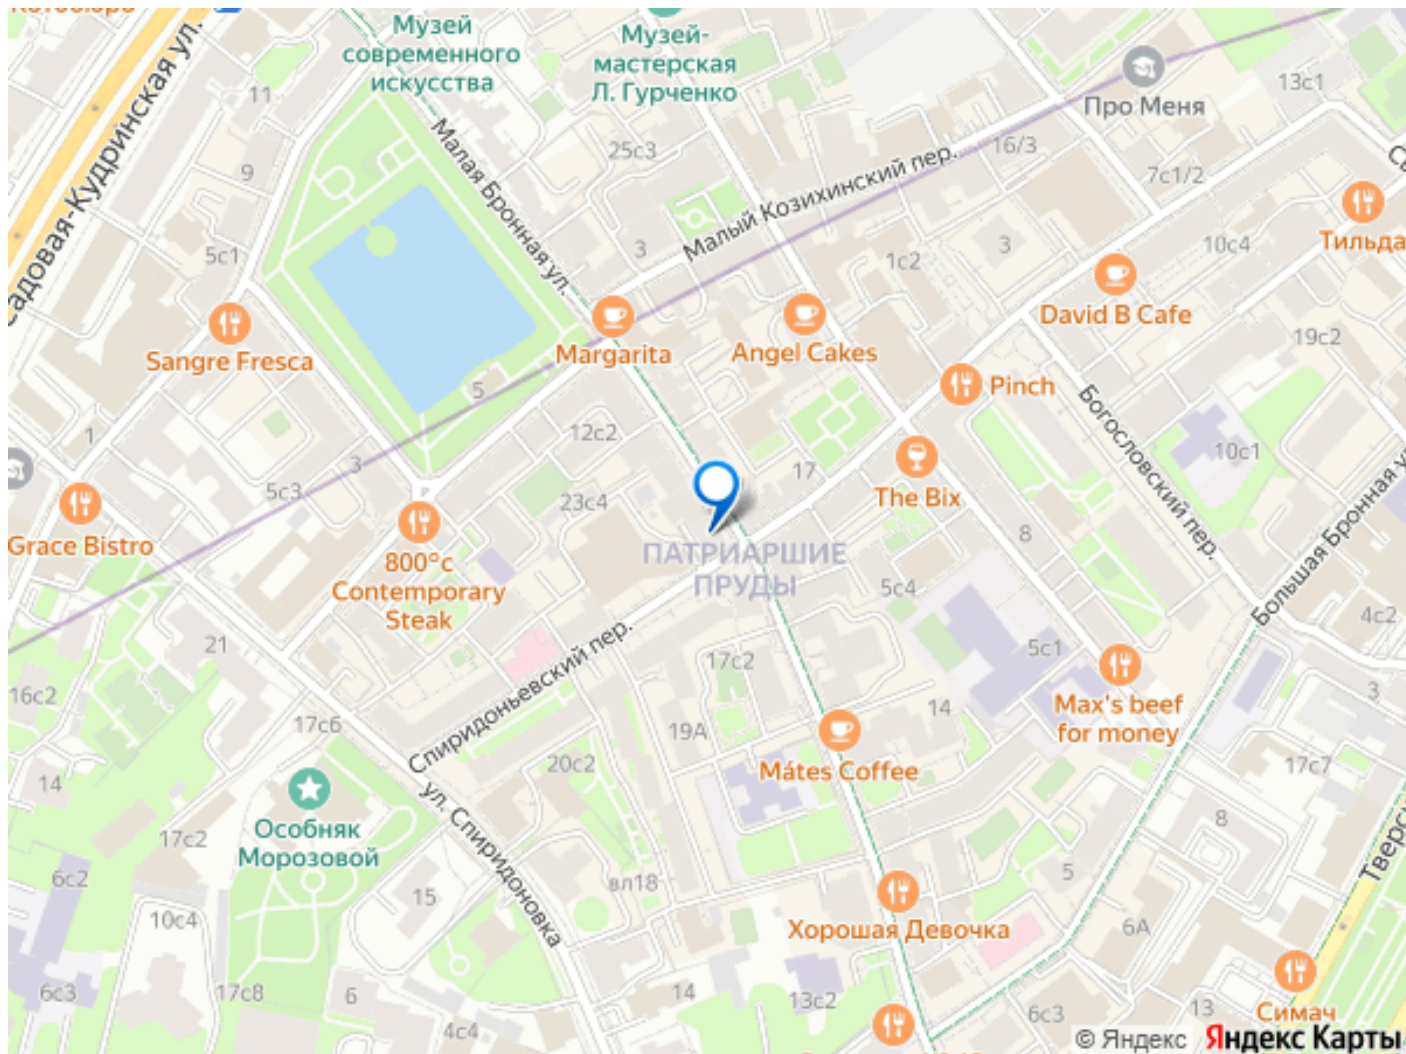 Музей
современного
искусства
Музей-
мастерская
Л. Гурченко
Про Меня
13с1
11
Садовая-Кудринская ул.
Малая Бронная ул.
25с3
16/3
Малый Козихинский пер.
7с1/2
9
Тильда
5с1
3
1с2
3
10с4
David B Cafe
Sangre Fresca
Margarita
Angel Cakes
19с2
5
Pinch
Богословский пер.
12с2
1
3
17
10с1
5с3
23с4
The Bix
Большая Бронная у
Grace Bistro
800°c
Contemporary
Steak
ПАТРИАРШИЕ
ПРУДЫ
8
5с4
4с2
21
Спиридоньевский пер.
17с2
5с1
16с2
Max's beef
for money
3
17с6
19А
14
14
20с2
Mátes Coffee
17с7
ул. Спиридоновка
Особняк
Морозовой
17с2
8
Тверс
6с2
15
вл18
5
10с4
Хорошая Девочка
6А
6с3
17с8
6
14
13с2
4с4
6с3
13
Симач
© Яндекс Яндекс Карты